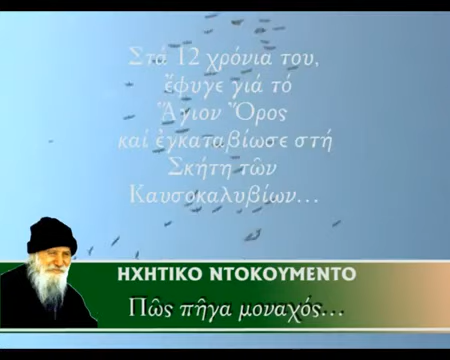 Στά 12 χρόνια του,
ἔφυγε γιά τό
Ἅγιον Ὄρος
καί ἐγκαταβίωσε στή
Σκήτη τῶν
Καυσοκαλυβίων...
ΗΧΗΤΙΚΟ ΝΤΟΚΟΥΜΕΝΤΟ
Πῶς πῆγα μοναχός...